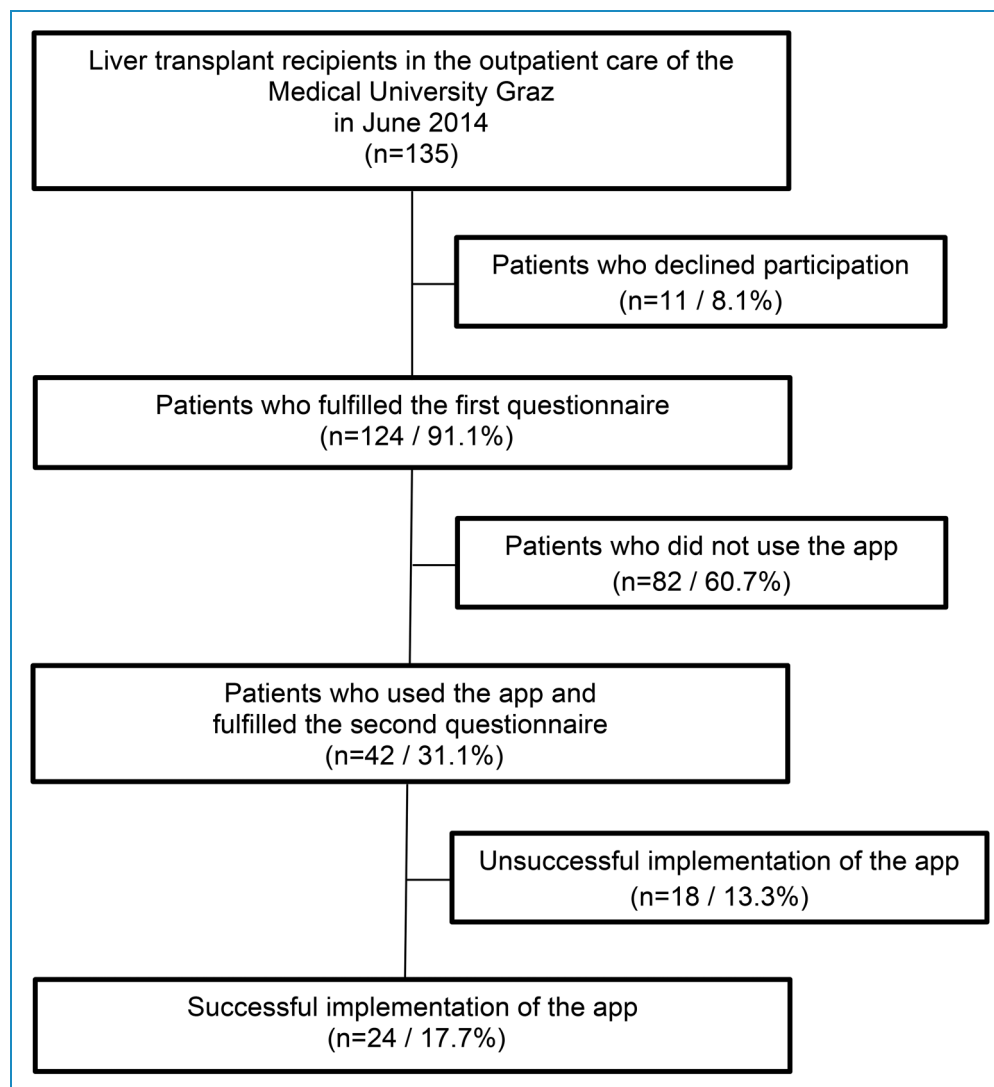 Liver transplant recipients in the outpatient care of the
Medical University Graz
in June 2014
(n=135)
Patients who declined participation
(n=11 / 8.1%)
Patients who fulfilled the first questionnaire
(n=124 / 91.1%)
Patients who did not use the app
(n=82 / 60.7%)
Patients who used the app and
fulfilled the second questionnaire
(n=42 / 31.1%)
Unsuccessful implementation of the app
(n=18 / 13.3%)
Successful implementation of the app
(n=24 / 17.7%)